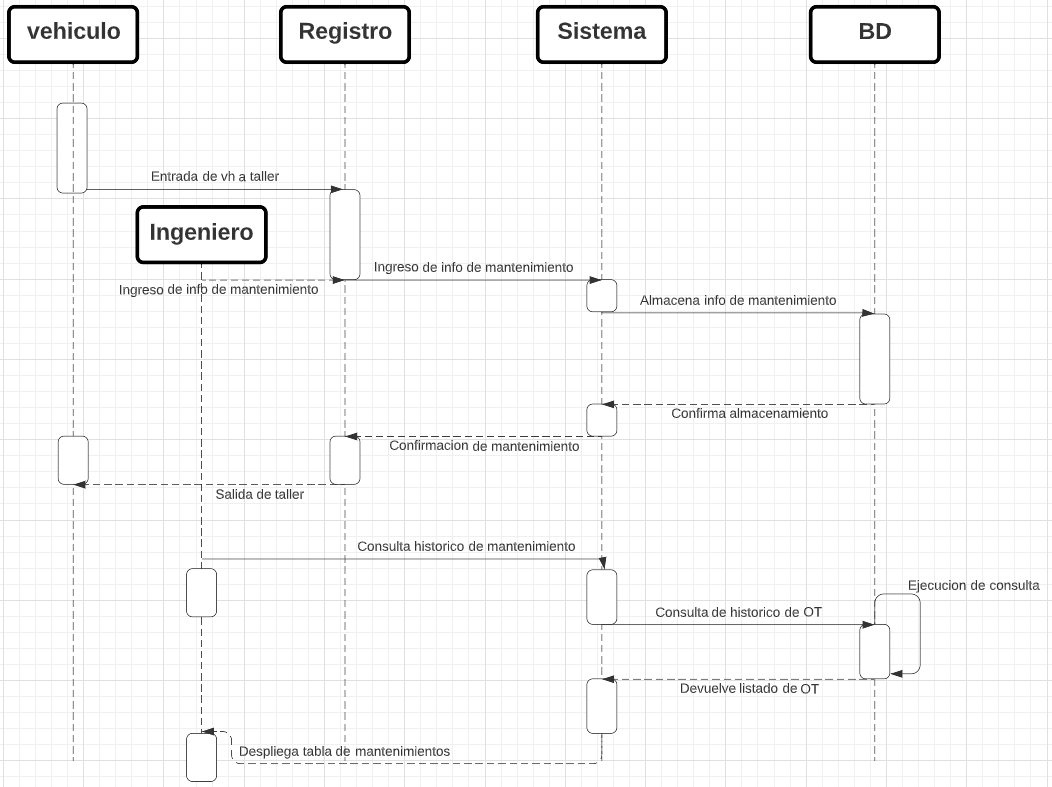 vehiculo
Registro
Sistema
BD
Entrada de vh a taller
Ingeniero
Ingreso de info de mantenimiento
Ingreso de info de mantenimiento
Almacena info de mantenimiento
Confirma almacenamiento
Confirmacion de mantenimiento
Salida de taller
Consulta historico de mantenimiento
Ejecucion de consulta
Consulta de historico de OT
Devuelve listado de OT
Despliega tabla de mantenimientos